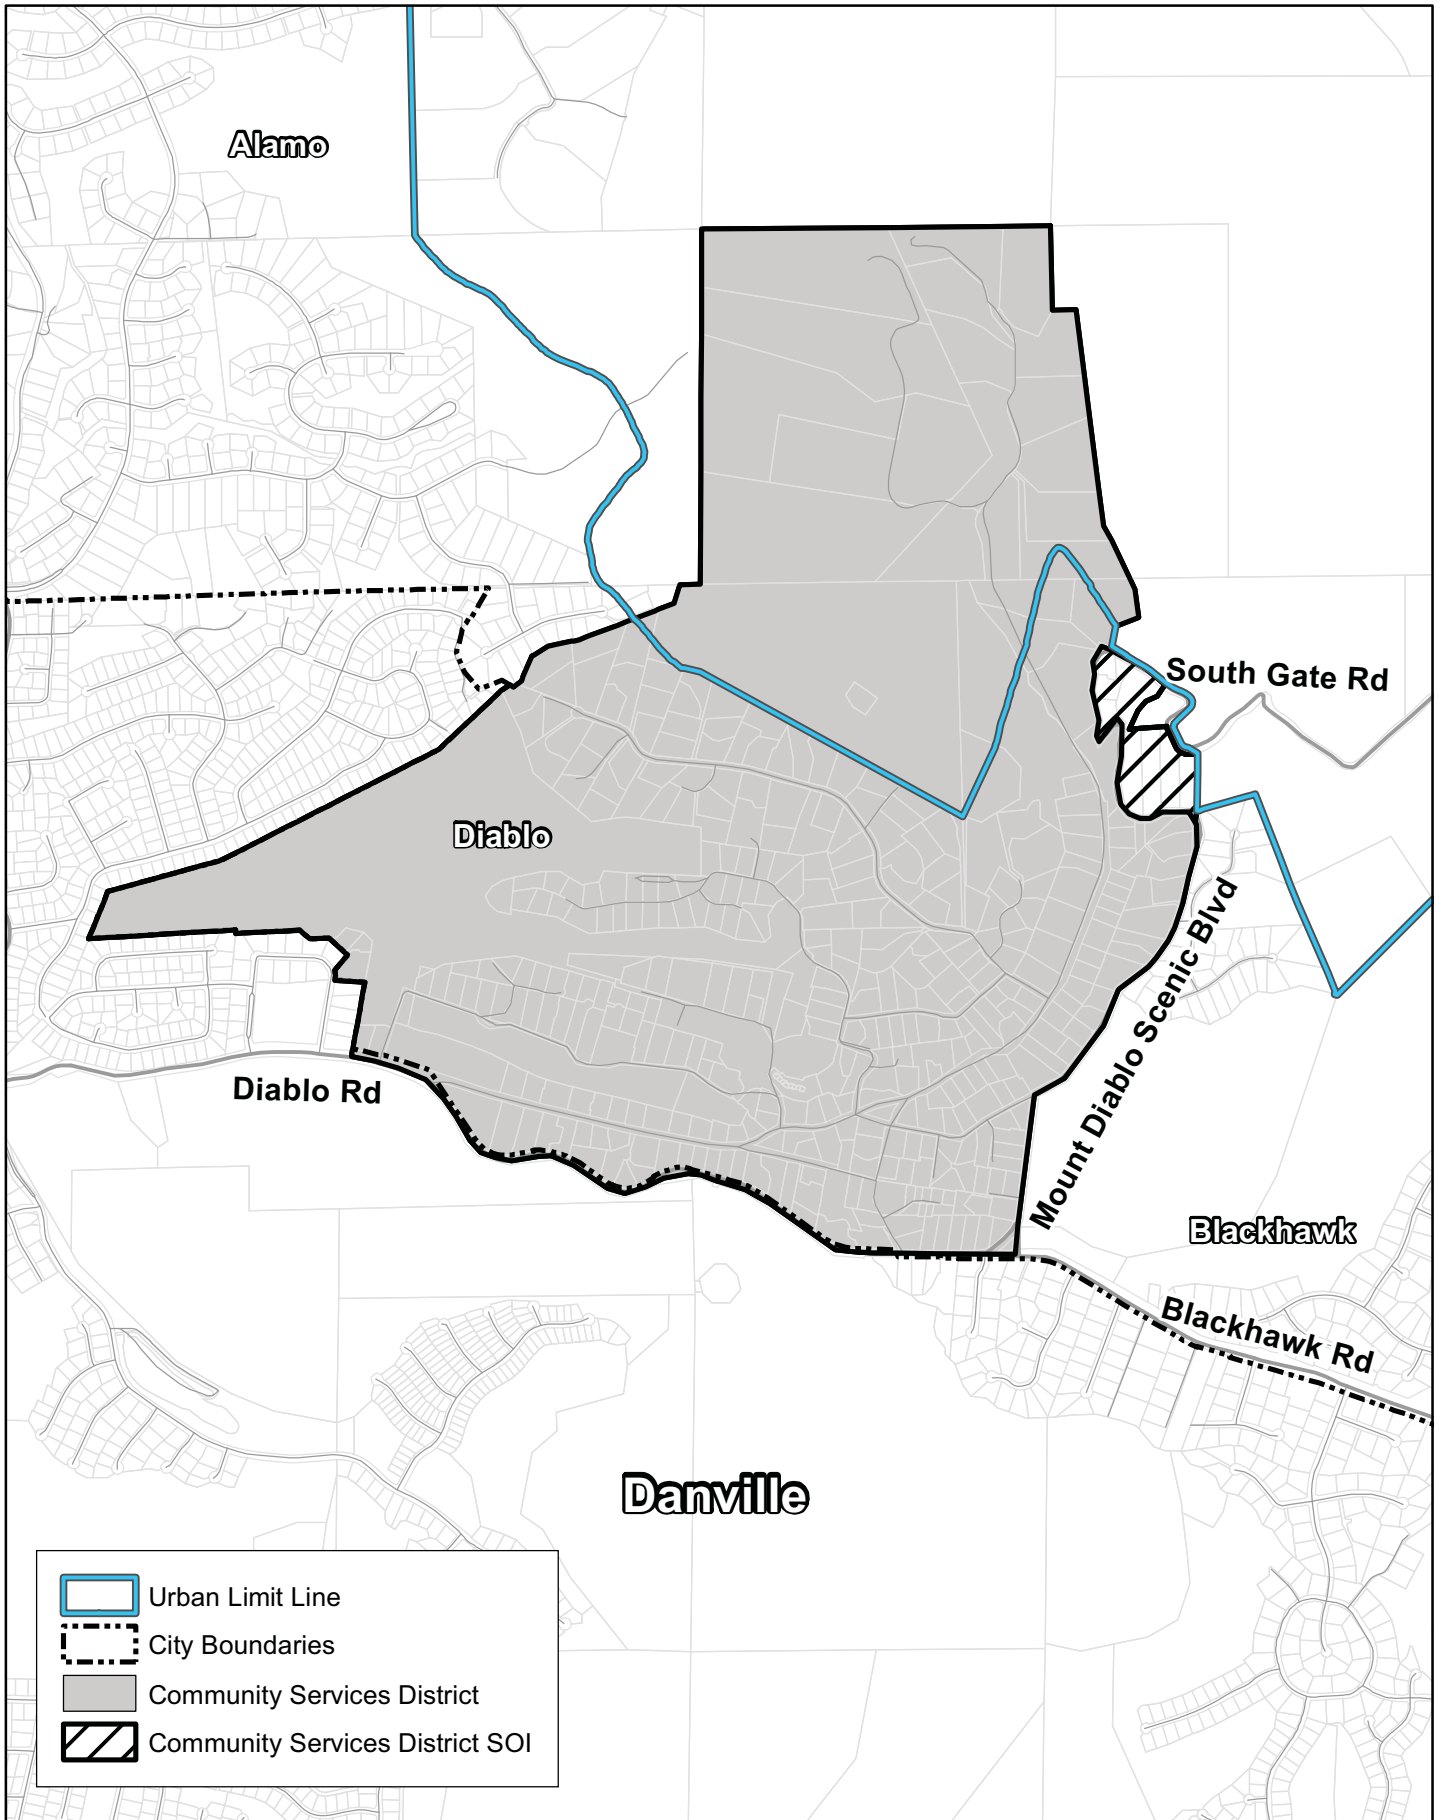 Alamo
South Gate Rd
Diablo
Mount Diablo Scenic Blvd
Diablo Rd
Blackhawk
Blackhawk Rd
Danville
Urban Limit Line
City Boundaries
Community Services District
Community Services District SOI